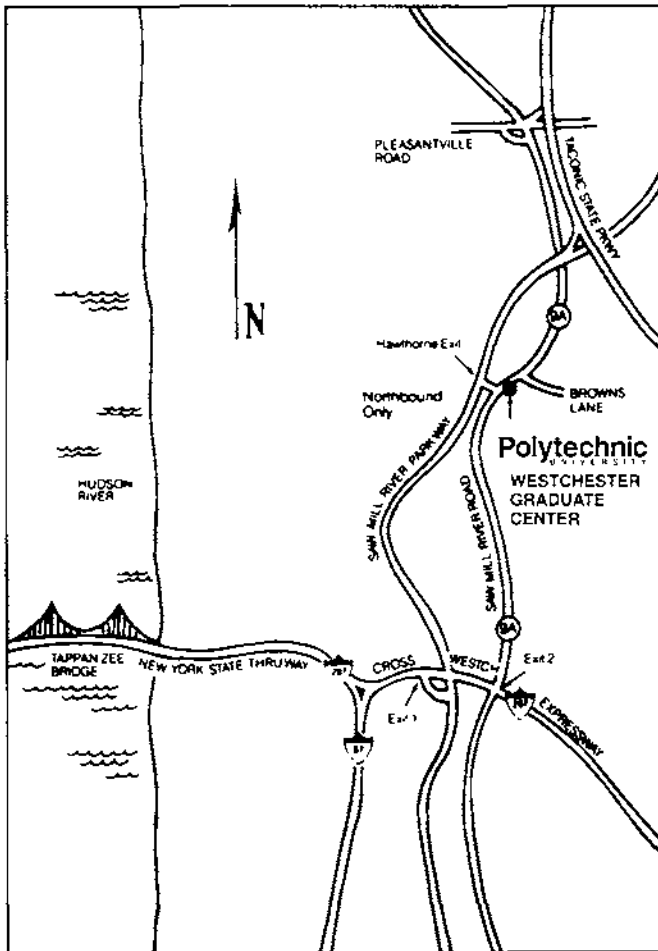 PLEASANTVILLE
ROAD
TACONIC STATE PKWY
N
9A
Hawthorne Exit
Northbound
Only
BROWNS
LANE
Polytechnic
UNIVERSITY
WESTCHESTER
GRADUATE
CENTER
SAW MILL RIVER PARKWAY
SAW MILL RIVER ROAD
HUDSON
RIVER
9A
TAPPAN ZEE
BRIDGE
NEW YORK STATE THRUWAY
287
CROSS
WESTCH
Exit 2
Exit 1
EXPRESSWAY
87